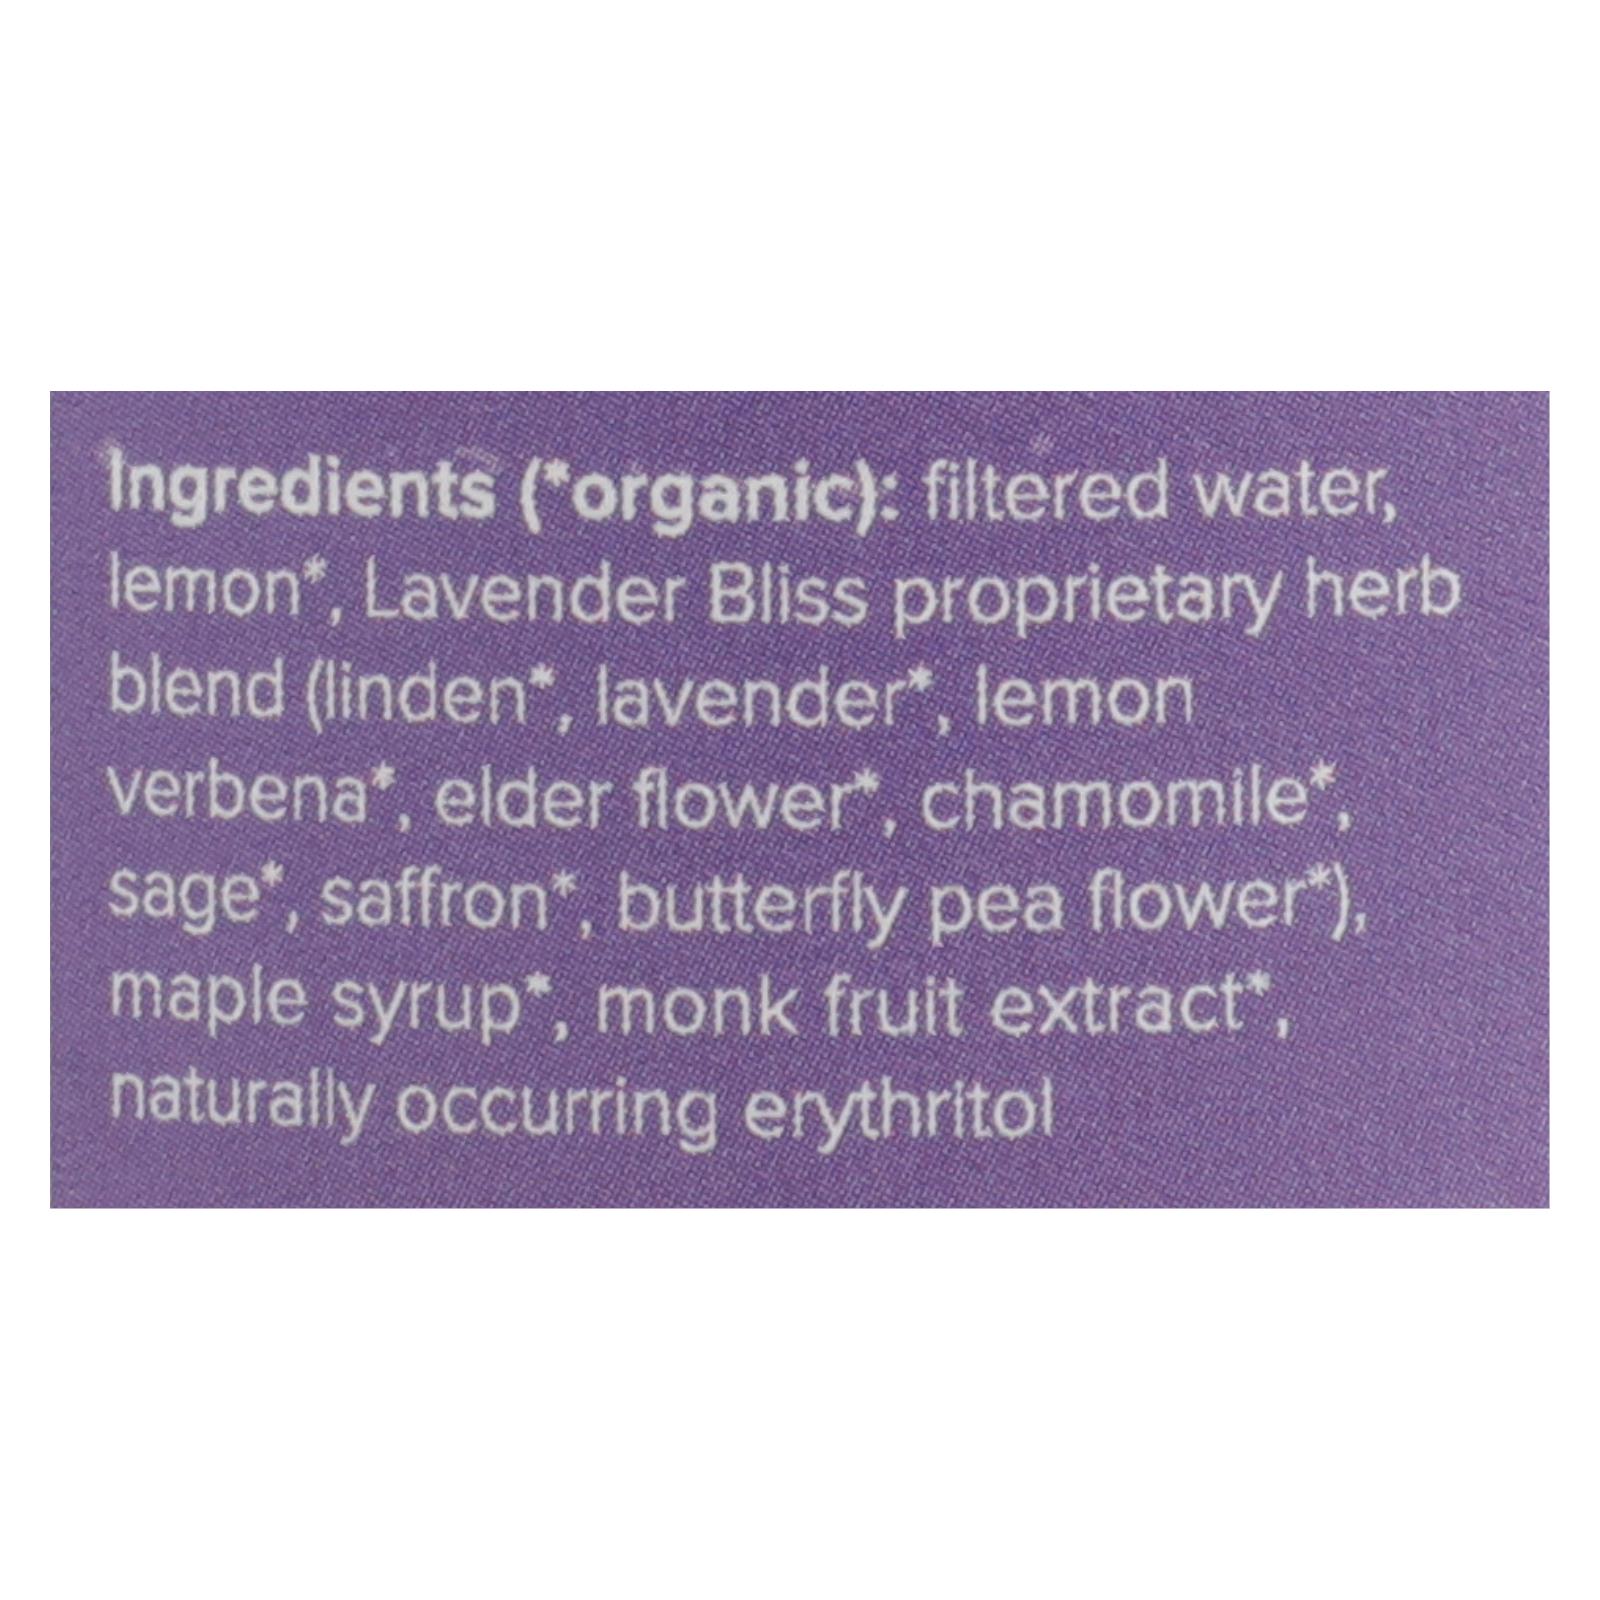 Ingredients (*organic): filtered water,
lemon*, Lavender Bliss proprietary herb
blend (linden*, lavender*, lemon
verbena*, elder flower*, chamomile*,
sage*, saffron*, butterfly pea flower*),
maple syrup*, monk fruit extract*,
naturally occurring erythritol